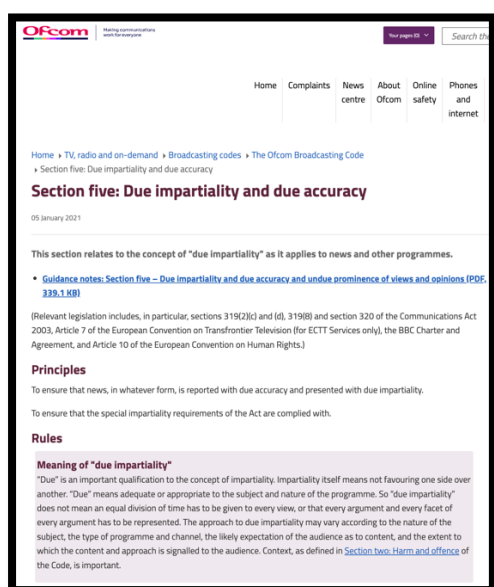 Ofcom
Making communications
work for everyone
Your pages (0)
Search the
Home
Complaints
News
centre
About
Ofcom
Online
safety
Phones
and
internet
Home ▸ TV, radio and on-demand ▸ Broadcasting codes ▸ The Ofcom Broadcasting Code
▸ Section five: Due impartiality and due accuracy
Section five: Due impartiality and due accuracy
05 January 2021
This section relates to the concept of "due impartiality" as it applies to news and other programmes.
• Guidance notes: Section five – Due impartiality and due accuracy and undue prominence of views and opinions (PDF,
339.1 KB)
(Relevant legislation includes, in particular, sections 319(2)(c) and (d), 319(8) and section 320 of the Communications Act
2003, Article 7 of the European Convention on Transfrontier Television (for ECTT Services only), the BBC Charter and
Agreement, and Article 10 of the European Convention on Human Rights.)
Principles
To ensure that news, in whatever form, is reported with due accuracy and presented with due impartiality.
To ensure that the special impartiality requirements of the Act are complied with.
Rules
Meaning of "due impartiality"
"Due" is an important qualification to the concept of impartiality. Impartiality itself means not favouring one side over
another. "Due" means adequate or appropriate to the subject and nature of the programme. So "due impartiality"
does not mean an equal division of time has to be given to every view, or that every argument and every facet of
every argument has to be represented. The approach to due impartiality may vary according to the nature of the
subject, the type of programme and channel, the likely expectation of the audience as to content, and the extent to
which the content and approach is signalled to the audience. Context, as defined in Section two: Harm and offence of
the Code, is important.